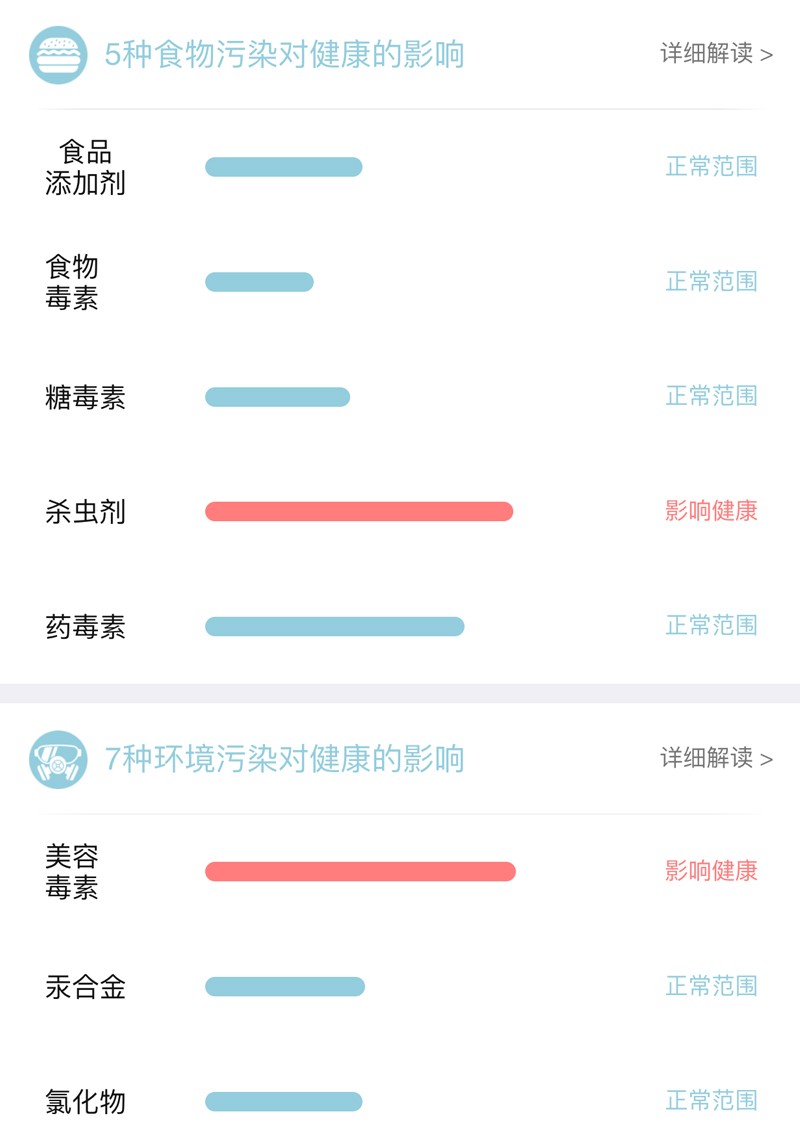 5种食物污染对健康的影响 详细解读 >
食品
添加剂
正常范围
食物
毒素
正常范围
糖毒素 正常范围
杀虫剂 影响健康
药毒素 正常范围
7种环境污染对健康的影响 详细解读 >
美容
毒素
影响健康
汞合金 正常范围
氯化物 正常范围